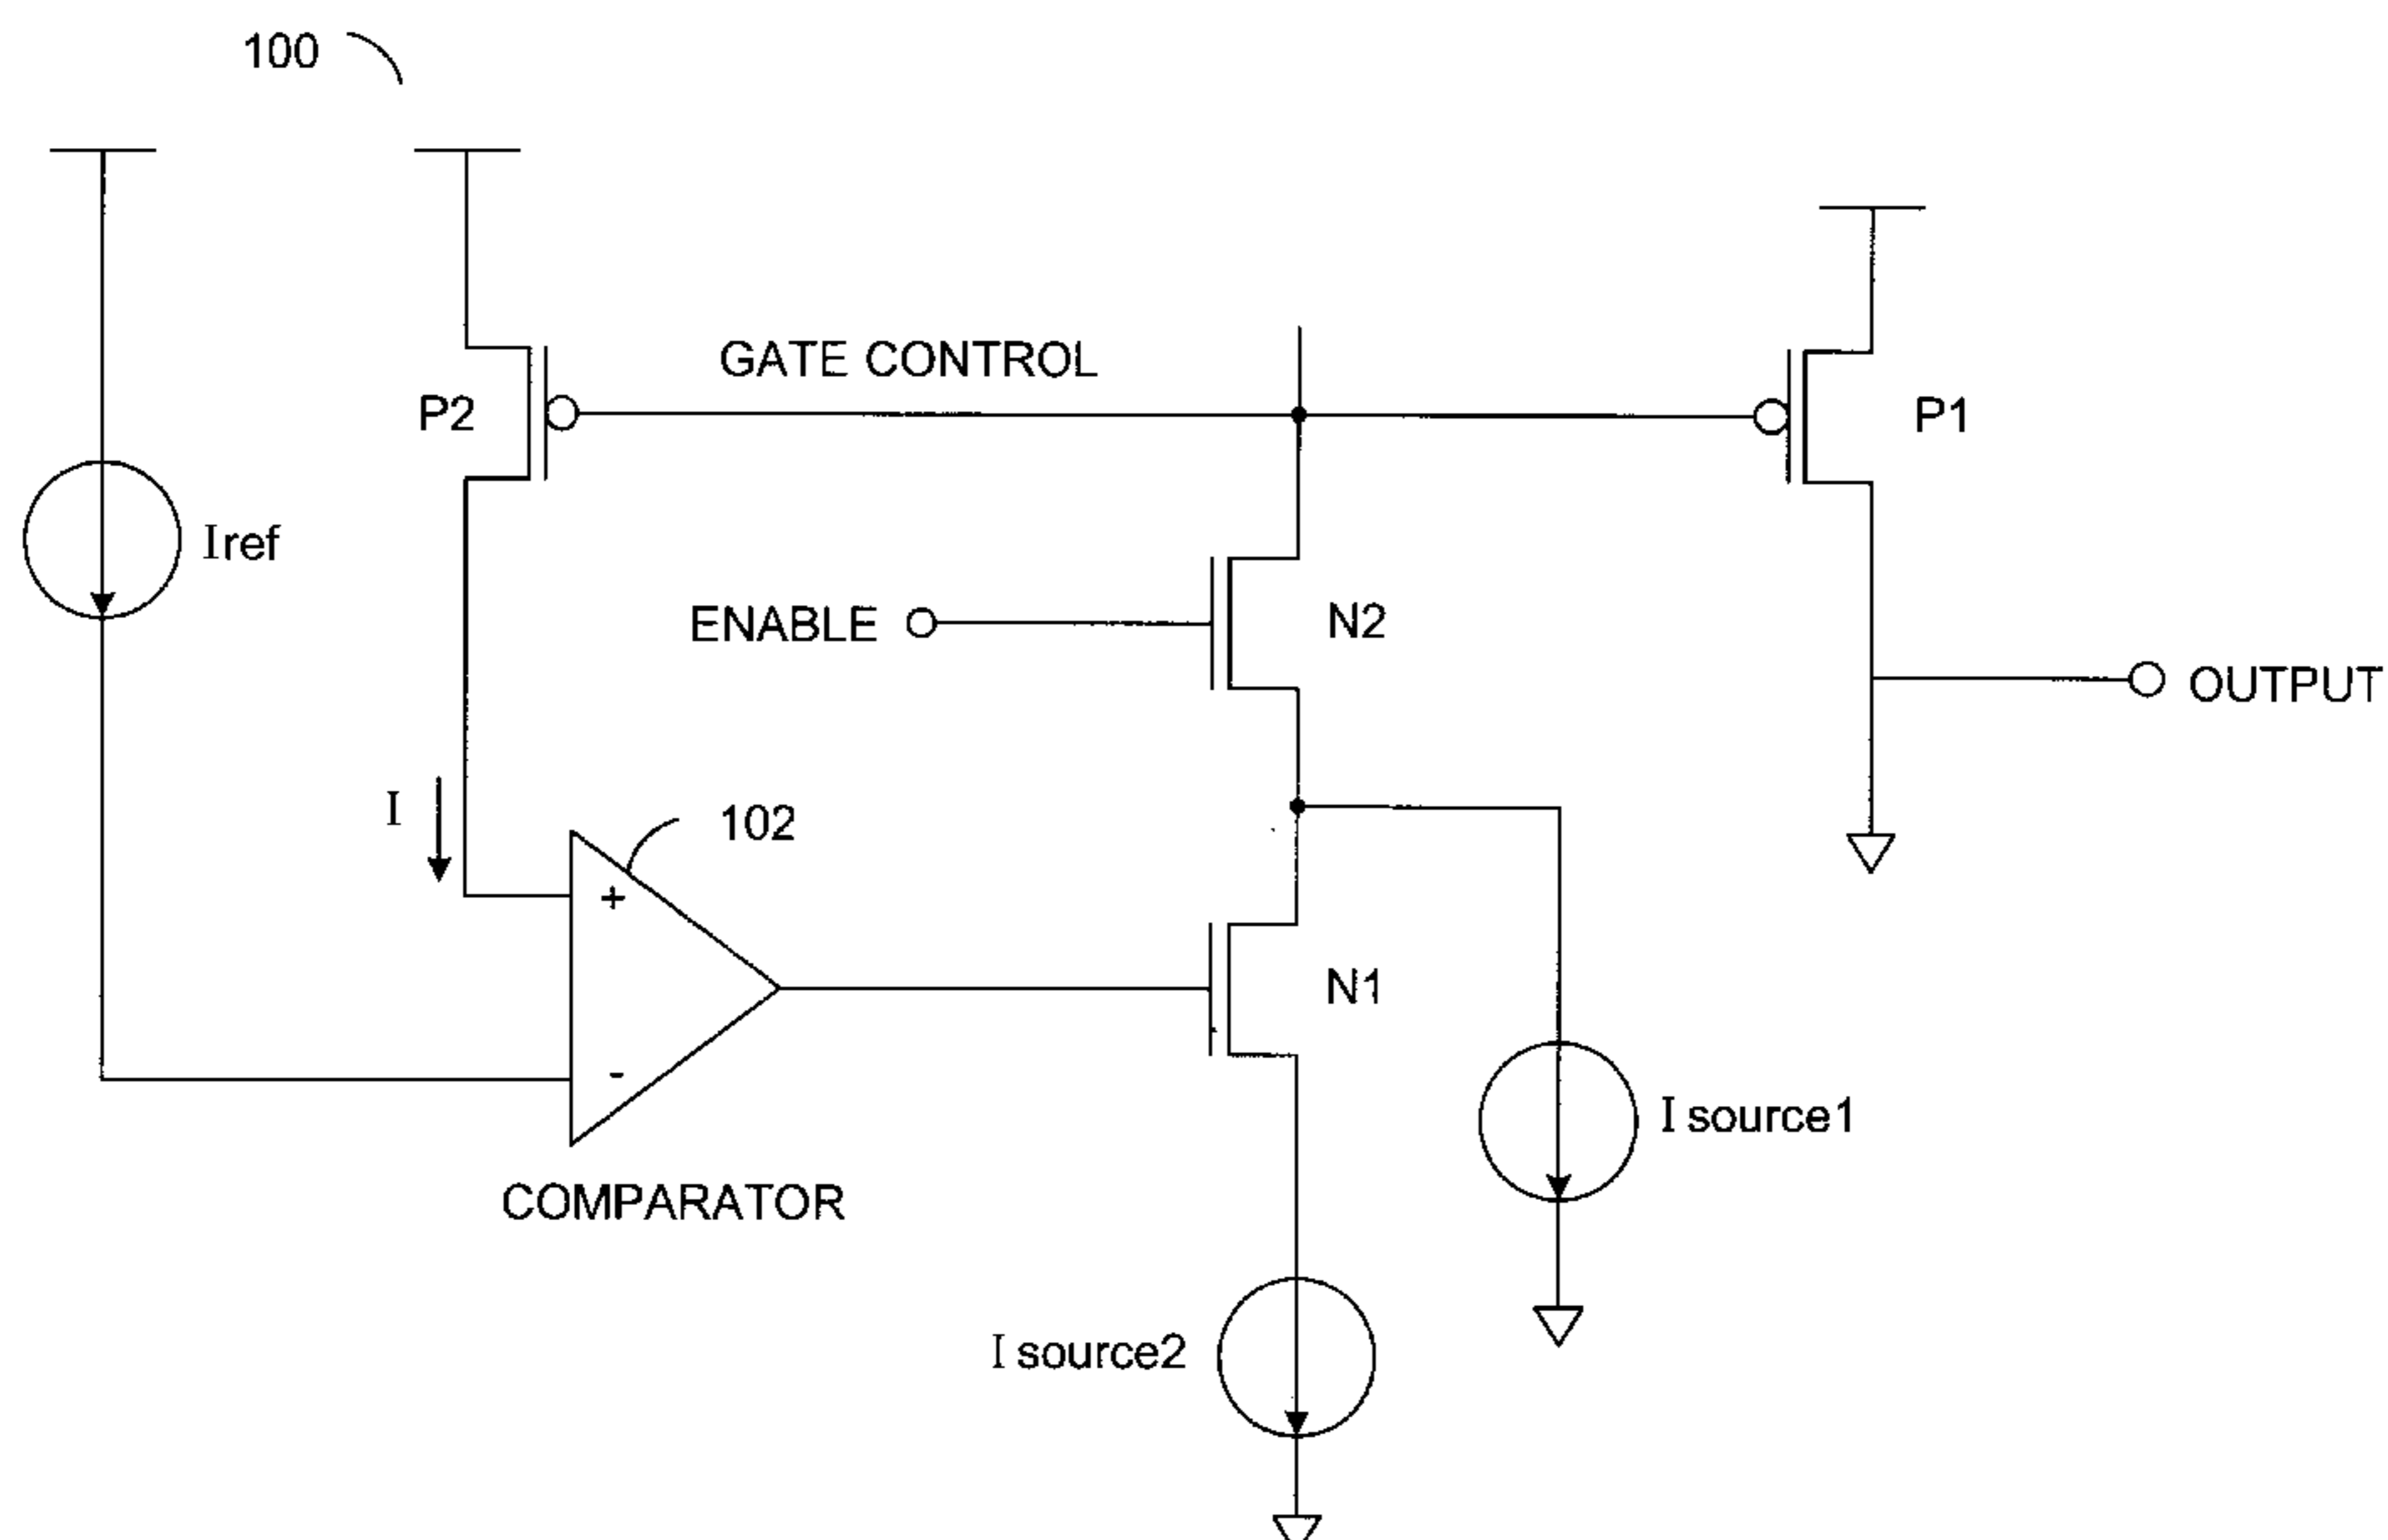 100
GATE CONTROL
P2
P1
Iref
ENABLE
N2
OUTPUT
I
102
+
N1
-
I source1
COMPARATOR
I source2